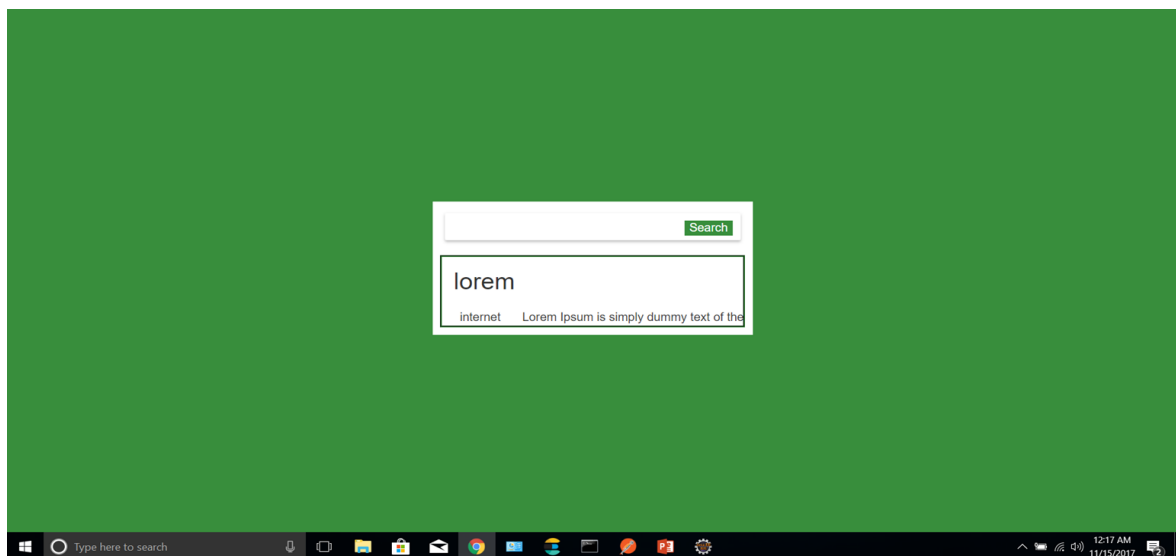 Search
lorem
internet Lorem Ipsum is simply dummy text of the
Type here to search
12:17 AM
11/15/2017